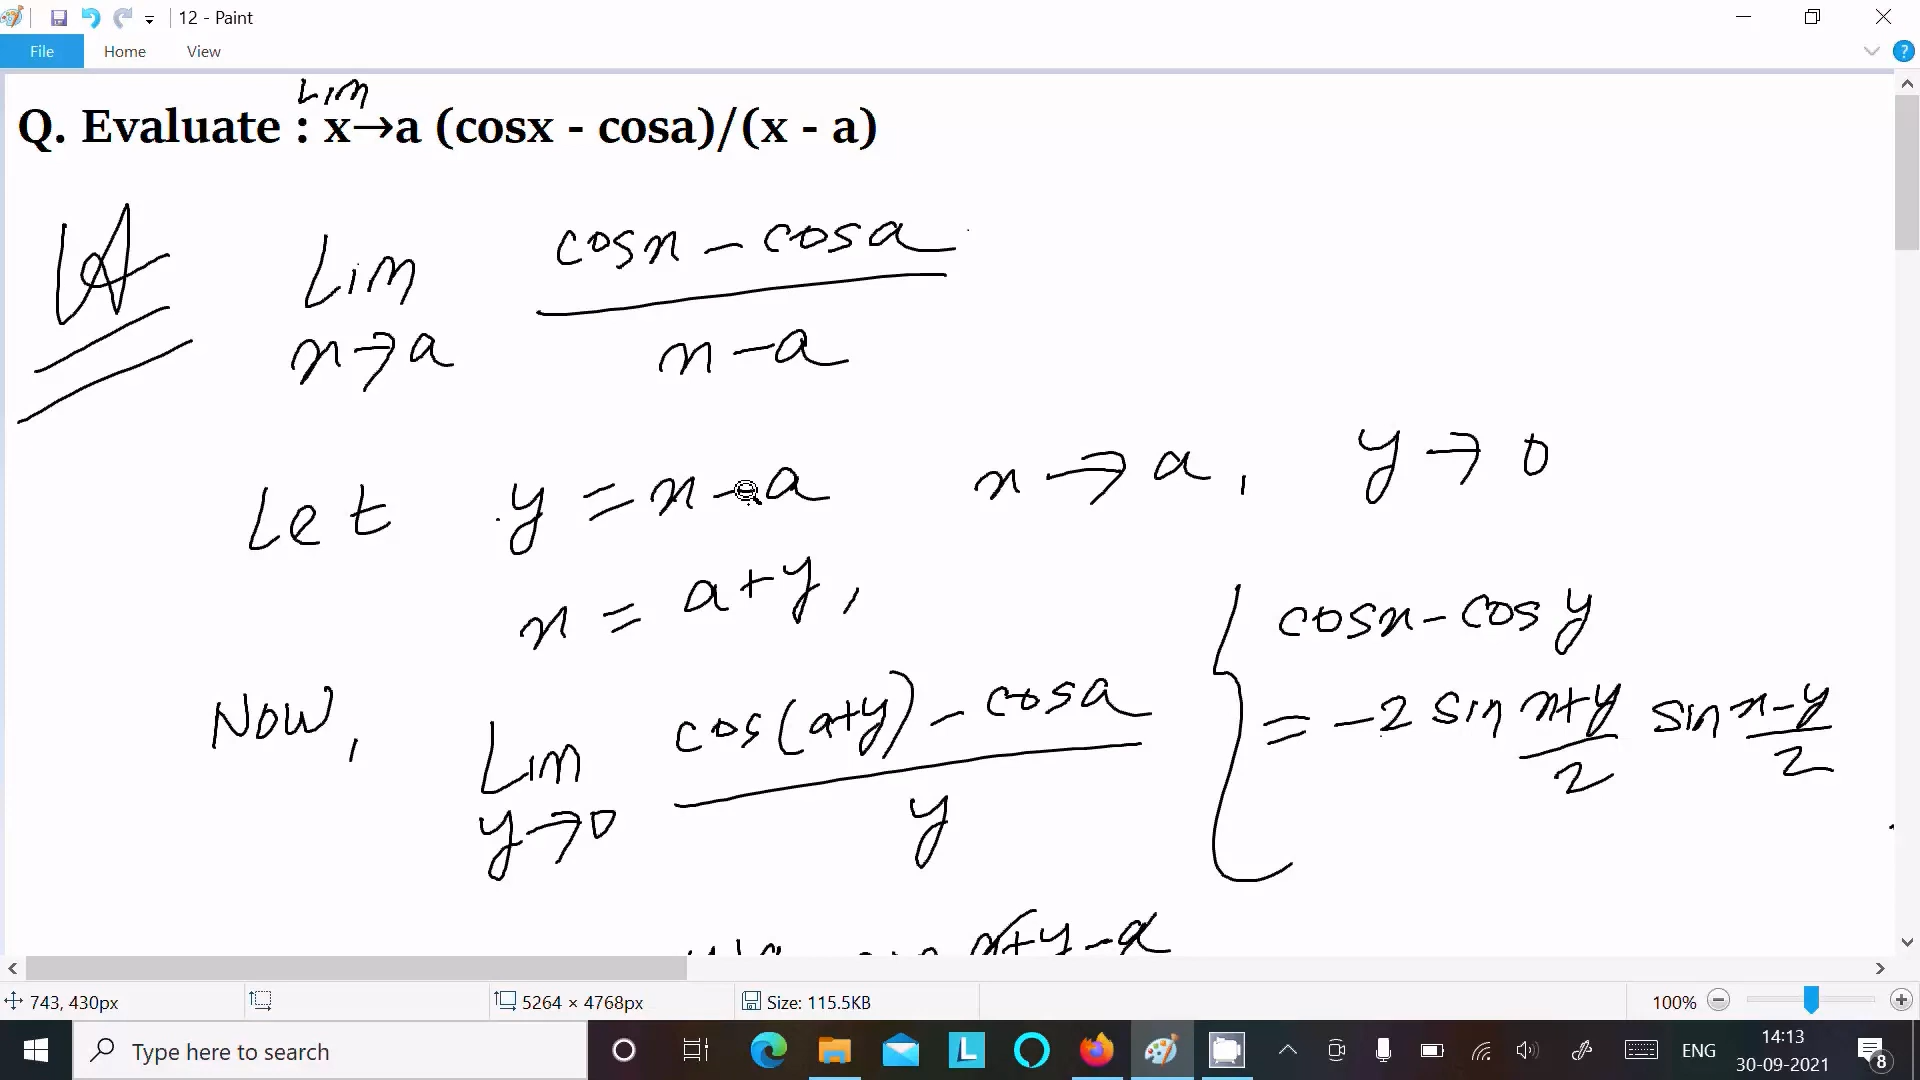 12 - Paint
File Home View
Lim
Q. Evaluate : x→a (cosx - cosa)/(x - a)
Lim cosx - cosa
x→a x-a
Let y = x-a x → a, y → 0
x = a+y,
cosx - cosy
= -2 sin x+y/2 sin x-y/2
Now, Lim cos(a+y) - cosa
y→0 y
743, 430px 5264 × 4768px Size: 115.5KB 100%
Type here to search
L
ENG
14:13
30-09-2021
8